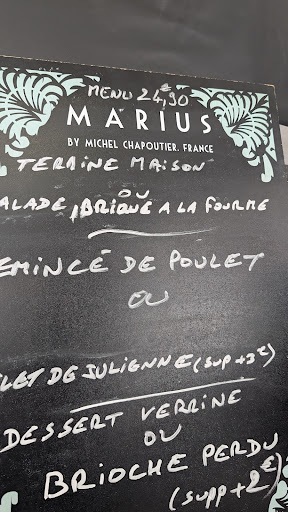 MENU 24,90€
MARIUS
BY MICHEL CHAPOUTIER. FRANCE
TERRINE MAISON
OU
ALADE, BRIQUE A LA FOURME
EMINCÉ DE POULET
OU
LET DE JULIENNE (SUP +3€)
DESSERT VERRINE
OU
BRIOCHE PERDU
(SUPP +2€)